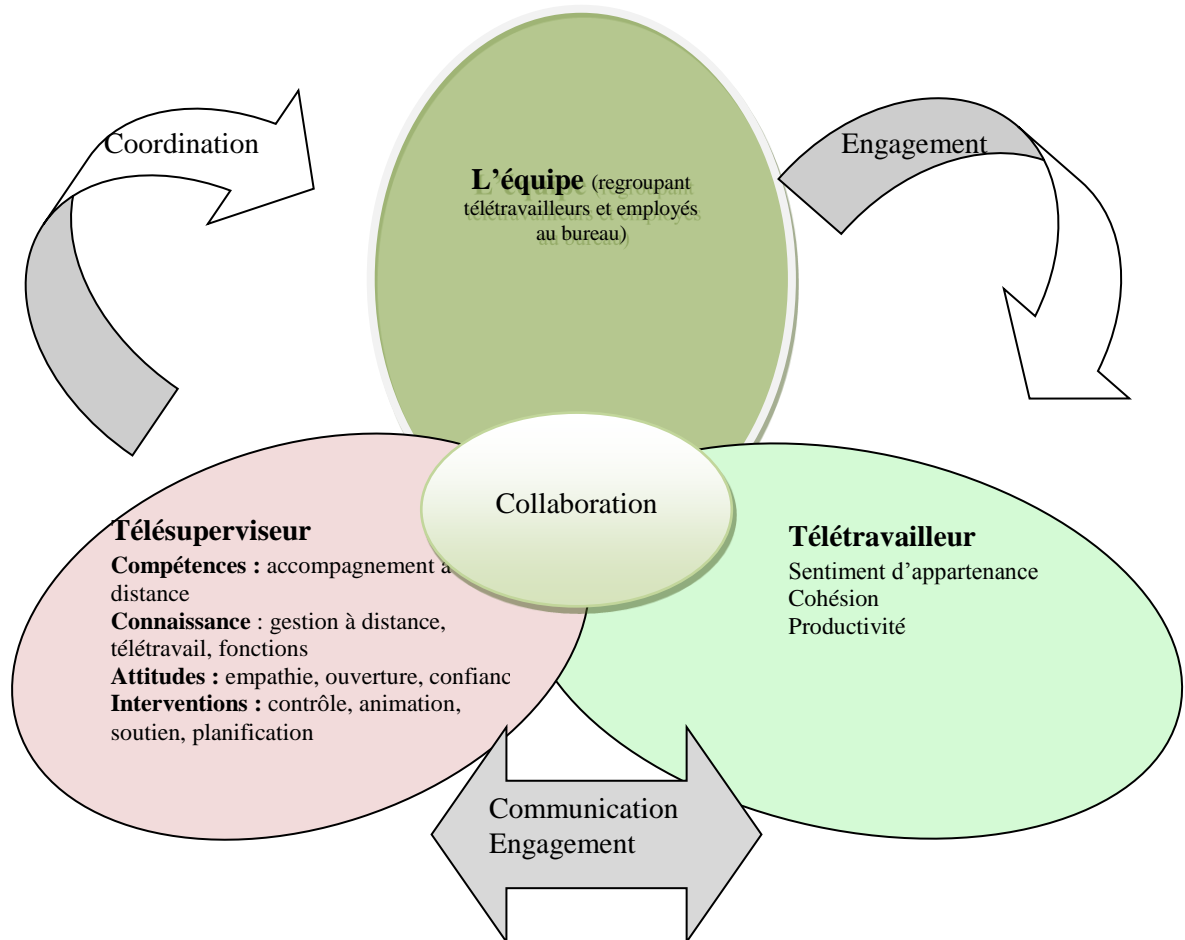 Coordination
Engagement
L'équipe (regroupant
télétravailleurs et employés
au bureau)
Collaboration
Télésuperviseur
Compétences : accompagnement à
distance
Connaissance : gestion à distance,
télétravail, fonctions
Attitudes : empathie, ouverture, confianc
Interventions : contrôle, animation,
soutien, planification
Télétravailleur
Sentiment d'appartenance
Cohésion
Productivité
Communication
Engagement